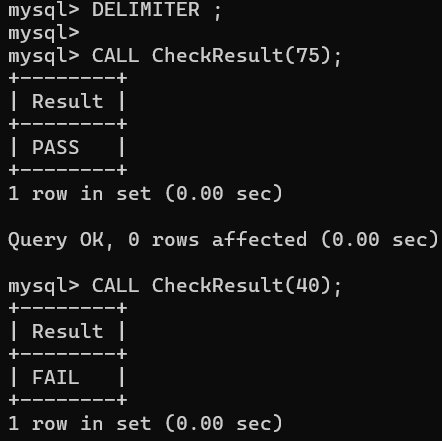 mysql> DELIMITER ;
mysql>
mysql> CALL CheckResult(75);
+--------+
| Result |
+--------+
| PASS   |
+--------+
1 row in set (0.00 sec)

Query OK, 0 rows affected (0.00 sec)

mysql> CALL CheckResult(40);
+--------+
| Result |
+--------+
| FAIL   |
+--------+
1 row in set (0.00 sec)